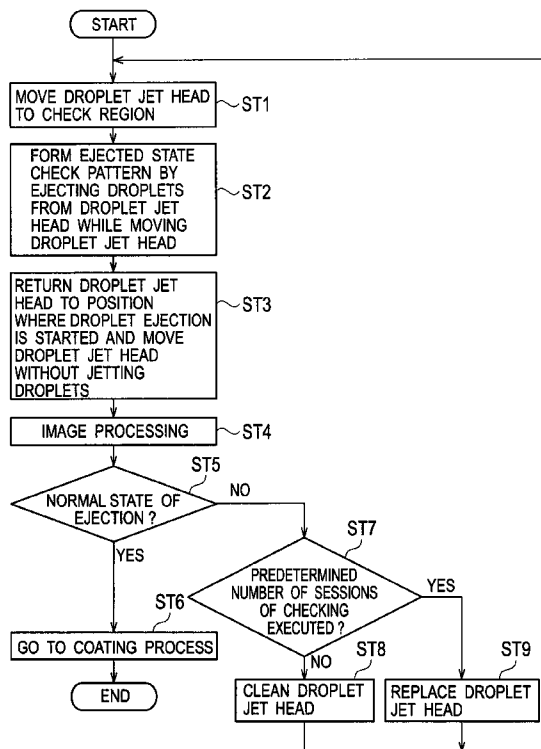 START
MOVE DROPLET JET HEAD
TO CHECK REGION
ST1
FORM EJECTED STATE
CHECK PATTERN BY
EJECTING DROPLETS
FROM DROPLET JET
HEAD WHILE MOVING
DROPLET JET HEAD
ST2
RETURN DROPLET JET
HEAD TO POSITION
WHERE DROPLET EJECTION
IS STARTED AND MOVE
DROPLET JET HEAD
WITHOUT JETTING
DROPLETS
ST3
IMAGE PROCESSING
ST4
ST5
NORMAL STATE OF
EJECTION ?
NO
YES
ST7
PREDETERMINED
NUMBER OF SESSIONS
OF CHECKING
EXECUTED ?
YES
NO
ST6
GO TO COATING PROCESS
END
ST8
CLEAN DROPLET
JET HEAD
ST9
REPLACE DROPLET
JET HEAD